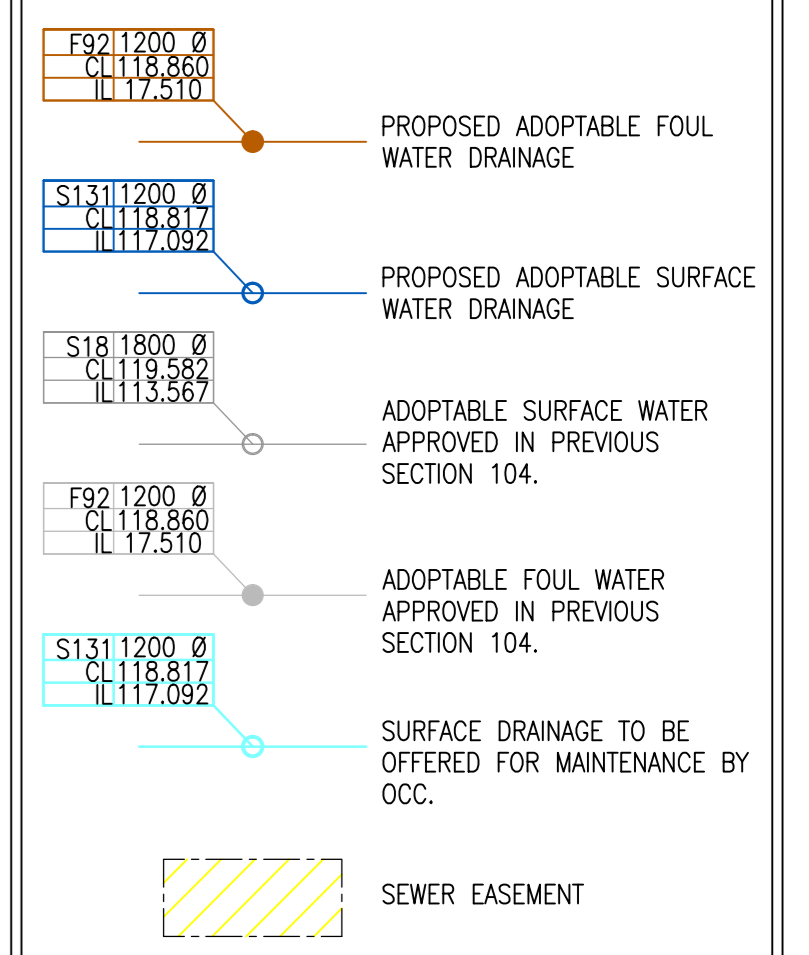 F92 1200 Ø
CL 118.860
IL 17.510
PROPOSED ADOPTABLE FOUL
WATER DRAINAGE
S131 1200 Ø
CL 118.817
IL 117.092
PROPOSED ADOPTABLE SURFACE
WATER DRAINAGE
S18 1800 Ø
CL 119.582
IL 113.567
ADOPTABLE SURFACE WATER
APPROVED IN PREVIOUS
SECTION 104.
F92 1200 Ø
CL 118.860
IL 17.510
ADOPTABLE FOUL WATER
APPROVED IN PREVIOUS
SECTION 104.
S131 1200 Ø
CL 118.817
IL 117.092
SURFACE DRAINAGE TO BE
OFFERED FOR MAINTENANCE BY
OCC.
SEWER EASEMENT